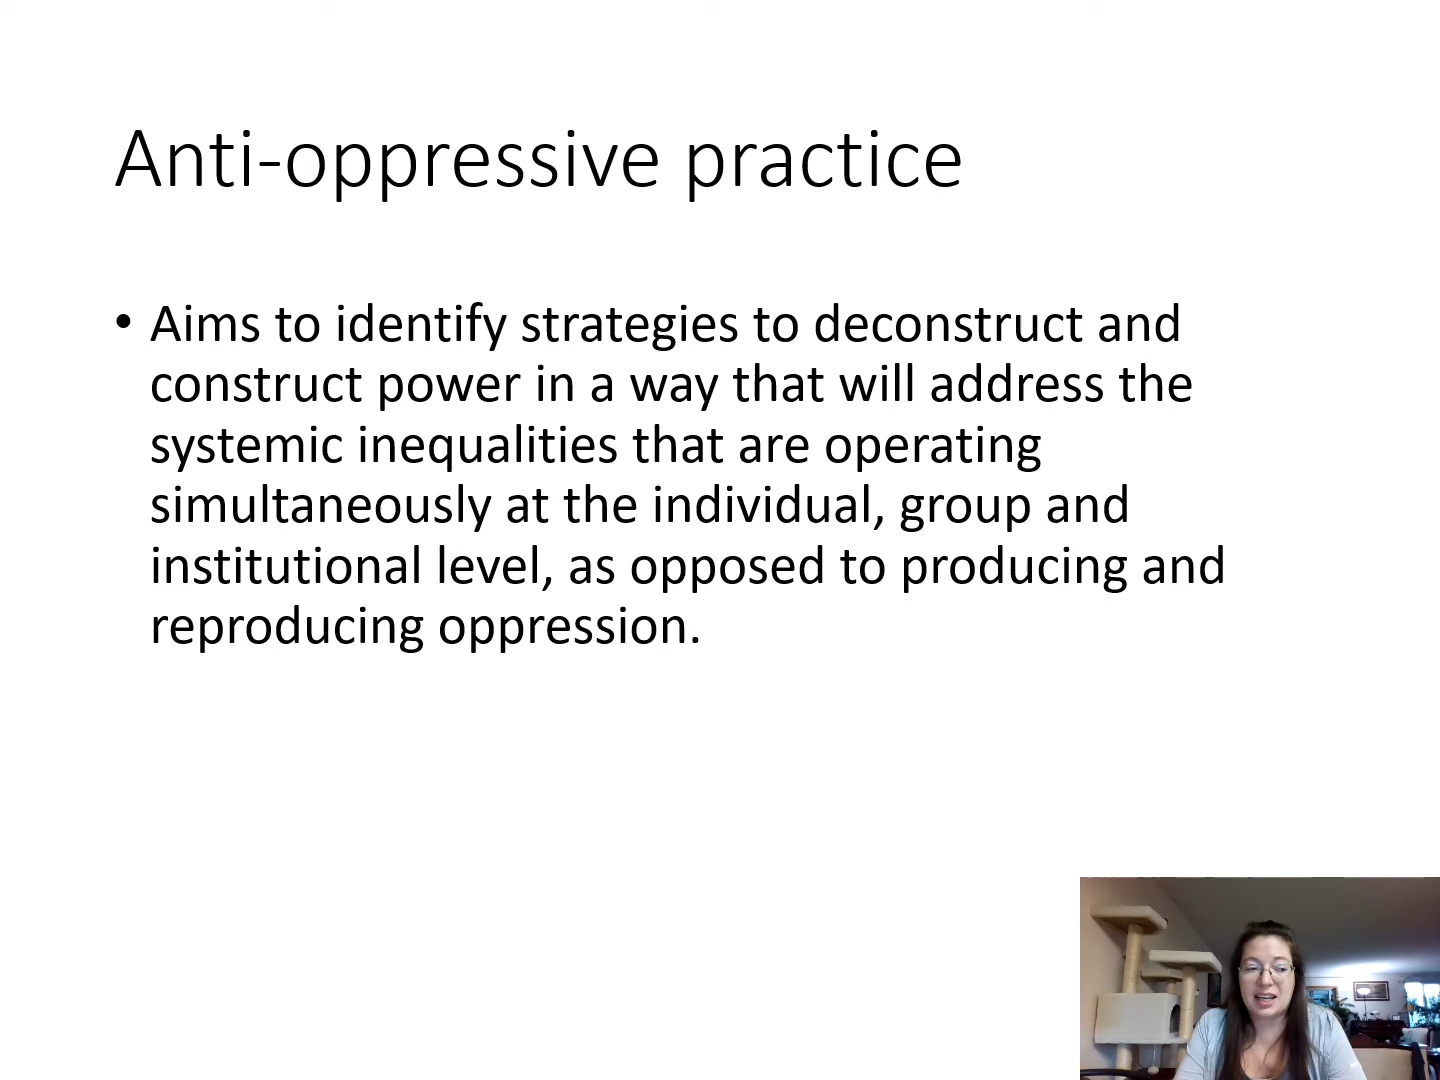 Anti-oppressive practice
• Aims to identify strategies to deconstruct and
construct power in a way that will address the
systemic inequalities that are operating
simultaneously at the individual, group and
institutional level, as opposed to producing and
reproducing oppression.